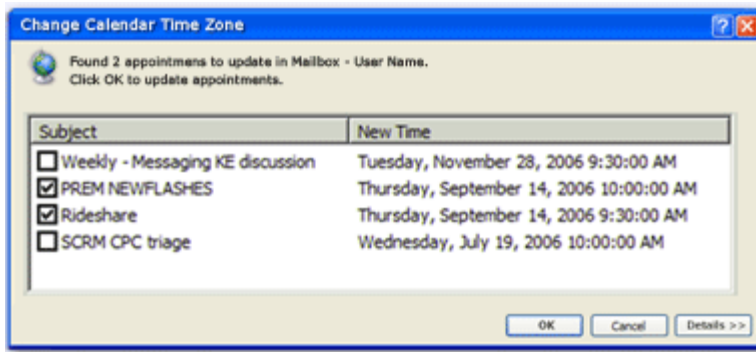 Change Calendar Time Zone
Found 2 appointmens to update in Mailbox - User Name.
Click OK to update appointments.
Subject New Time
Weekly - Messaging KE discussion Tuesday, November 28, 2006 9:30:00 AM
PREM NEWFLASHES Thursday, September 14, 2006 10:00:00 AM
Rideshare Thursday, September 14, 2006 9:30:00 AM
SCRM CPC triage Wednesday, July 19, 2006 10:00:00 AM
OK Cancel Details >>